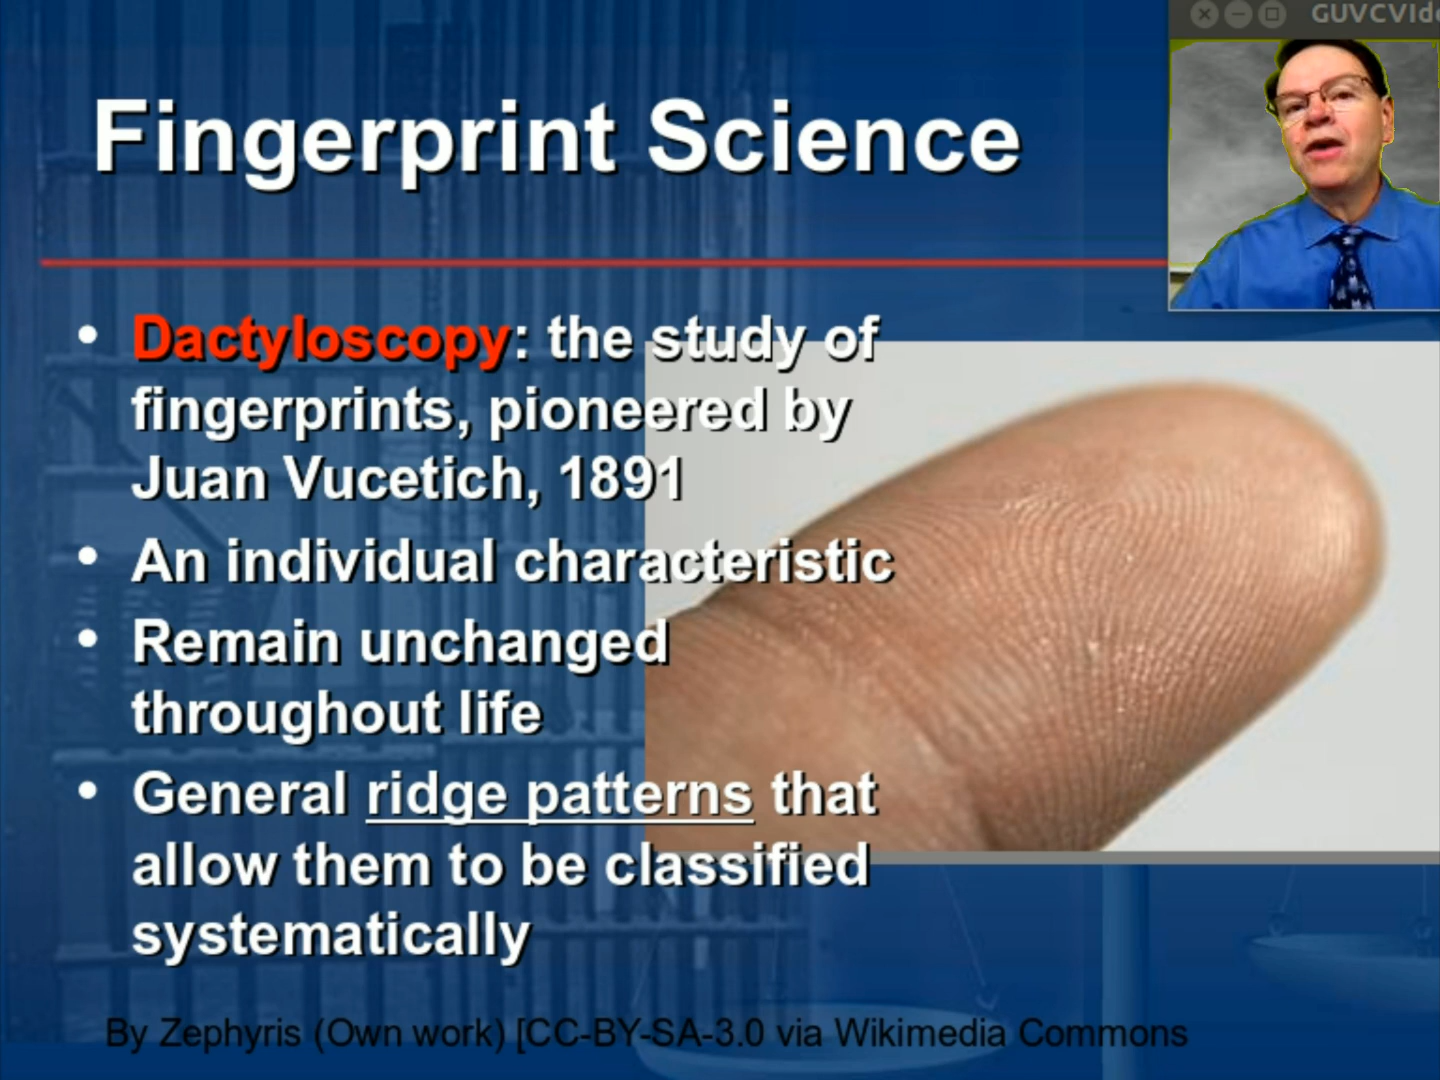 GUVCVId
Fingerprint Science
• Dactyloscopy: the study of
fingerprints, pioneered by
Juan Vucetich, 1891
• An individual characteristic
• Remain unchanged
throughout life
• General ridge patterns that
allow them to be classified
systematically
By Zephyris (Own work) [CC-BY-SA-3.0 via Wikimedia Commons